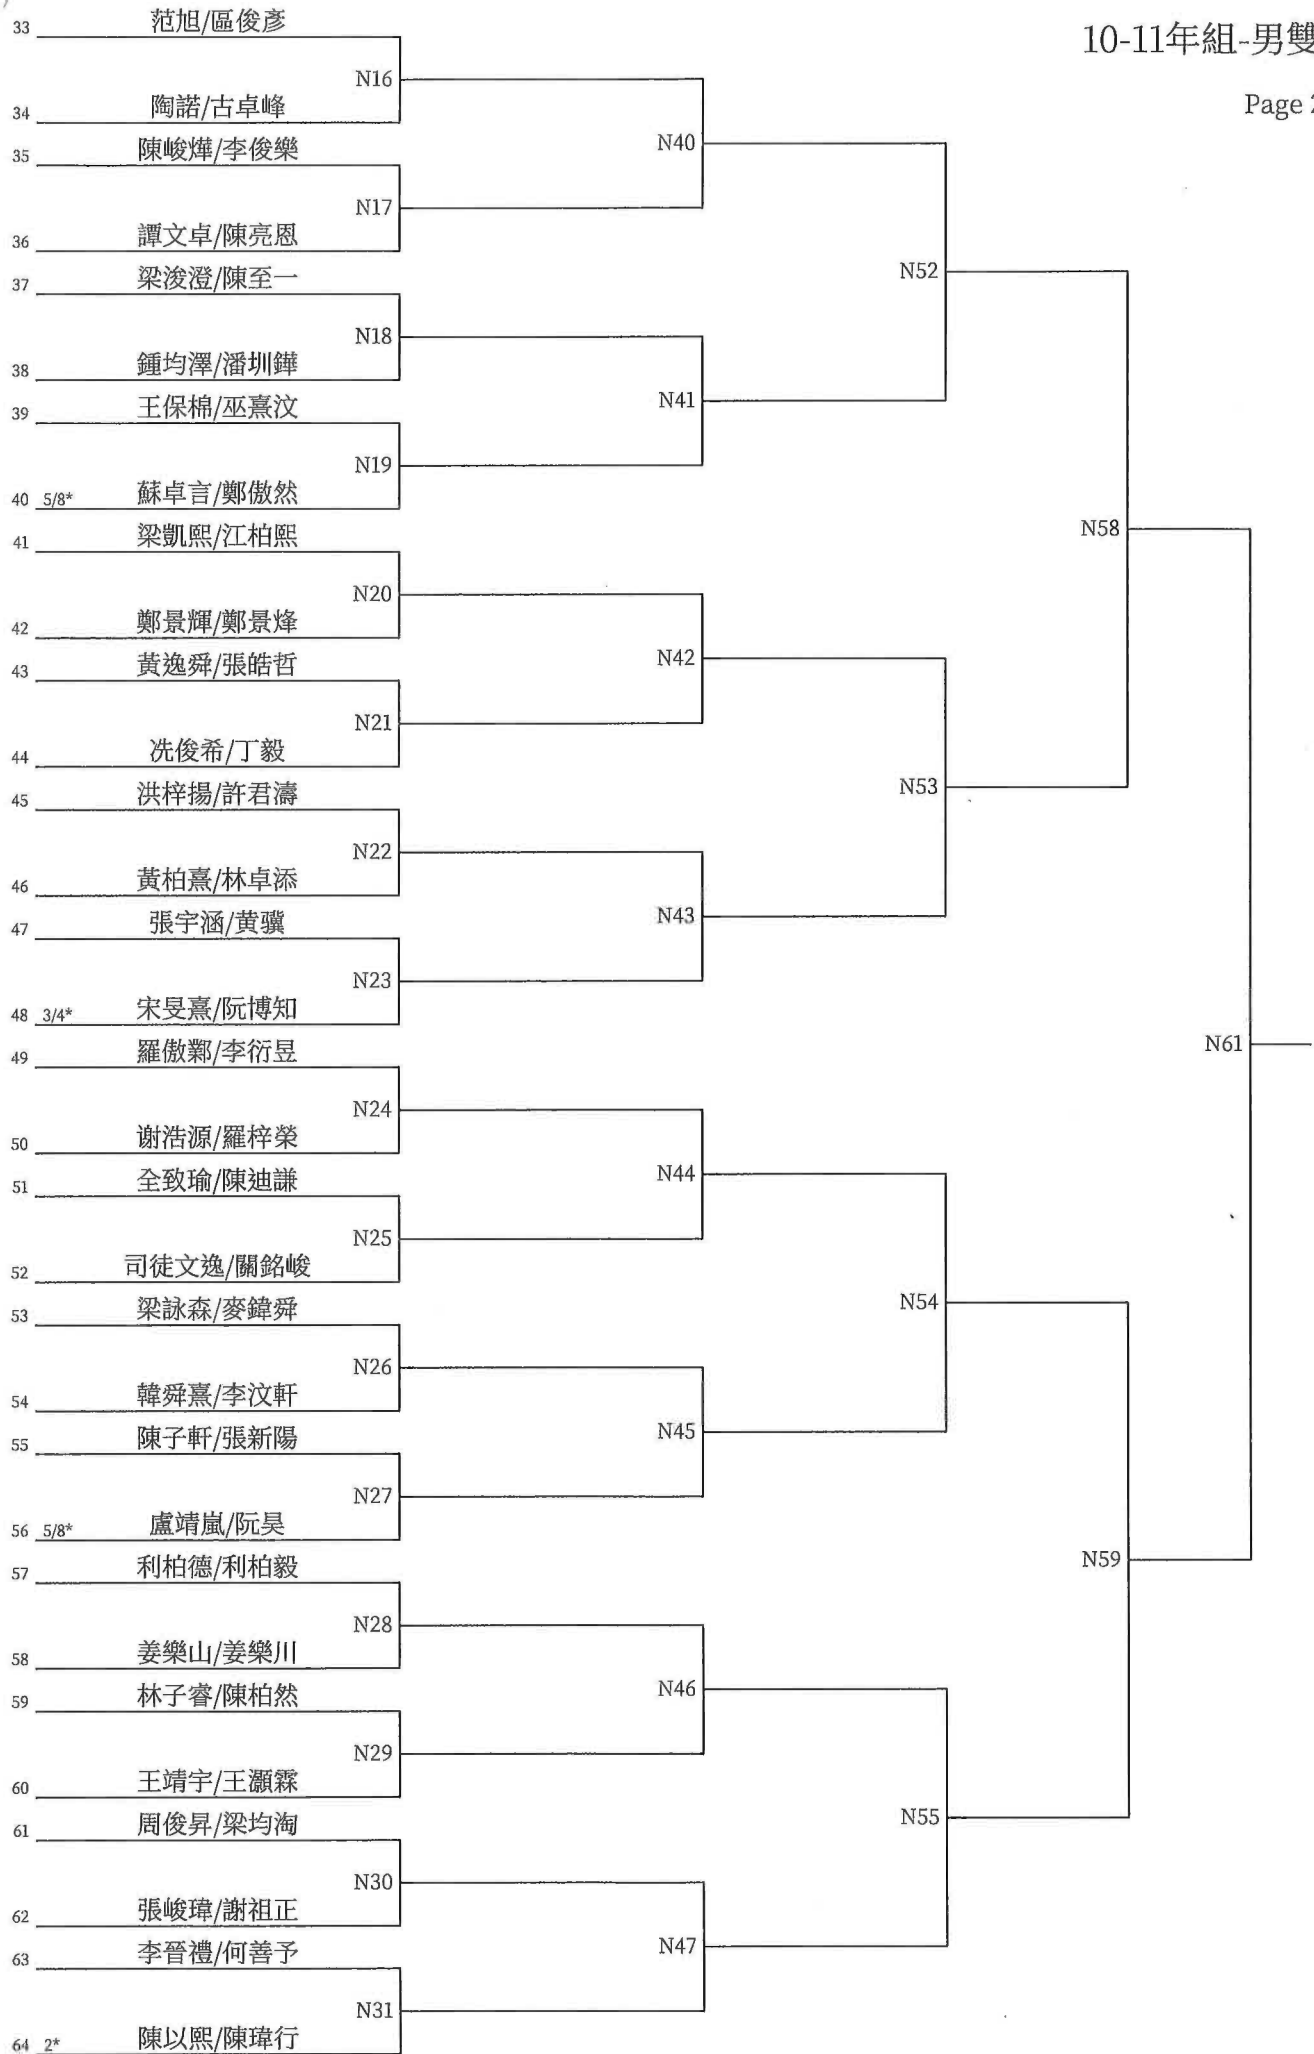 10-11年組-男雙
Page 2
33 范旭/區俊彥
N16
34 陶諾/古卓峰
N40
35 陳峻燁/李俊樂
N17
36 譚文卓/陳亮恩
N52
37 梁浚澄/陳至一
N18
38 鍾均澤/潘圳鏵
N41
39 王保棉/巫熹汶
N19
40 5/8* 蘇卓言/鄭傲然
N58
41 梁凱熙/江柏熙
N20
42 鄭景輝/鄭景烽
N42
43 黃逸舜/張皓哲
N21
44 冼俊希/丁毅
N53
45 洪梓揚/許君濤
N22
46 黃柏熹/林卓添
N43
47 張宇涵/黄骥
N23
48 3/4* 宋旻熹/阮博知
N61
49 羅傲鄴/李衍昱
N24
50 谢浩源/羅梓榮
N44
51 全致瑜/陳迪謙
N25
52 司徒文逸/關銘峻
N54
53 梁詠森/麥鍏舜
N26
54 韓舜熹/李汶軒
N45
55 陳子軒/張新陽
N27
56 5/8* 盧靖嵐/阮昊
N59
57 利柏德/利柏毅
N28
58 姜樂山/姜樂川
N46
59 林子睿/陳柏然
N29
60 王靖宇/王灝霖
N55
61 周俊昇/梁均淘
N30
62 張峻瑋/謝祖正
N47
63 李晉禮/何善予
N31
64 2* 陳以熙/陳瑋行